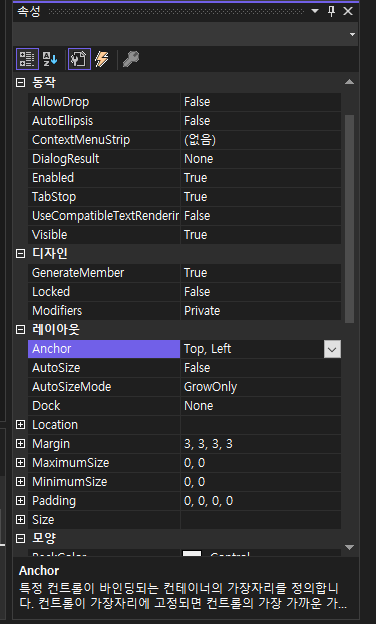 속성
동작
AllowDrop False
AutoEllipsis False
ContextMenuStrip (없음)
DialogResult None
Enabled True
TabStop True
UseCompatibleTextRenderin False
Visible True
디자인
GenerateMember True
Locked False
Modifiers Private
레이아웃
Anchor Top, Left
AutoSize False
AutoSizeMode GrowOnly
Dock None
Location
Margin 3, 3, 3, 3
MaximumSize 0, 0
MinimumSize 0, 0
Padding 0, 0, 0, 0
Size
모양
BackColor Control
Anchor
특정 컨트롤이 바인딩되는 컨테이너의 가장자리를 정의합니
다. 컨트롤이 가장자리에 고정되면 컨트롤의 가장 가까운 가...